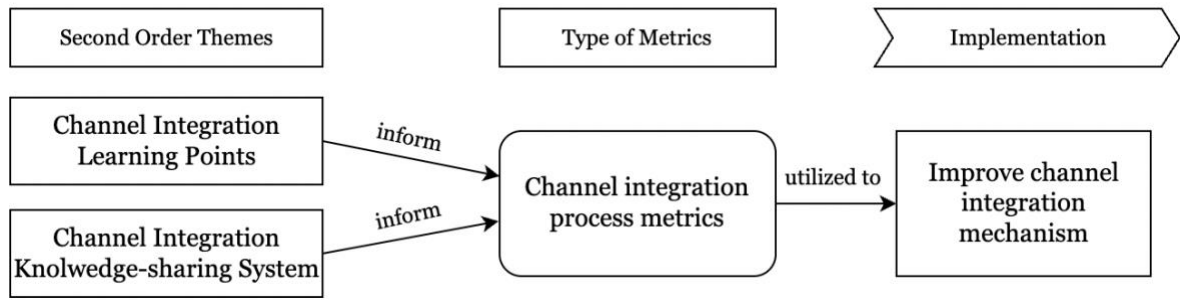 Second Order Themes
Type of Metrics
Implementation
Channel Integration
Learning Points
inform
Channel Integration
Knolwedge-sharing System
inform
Channel integration
process metrics
utilized to
Improve channel
integration
mechanism